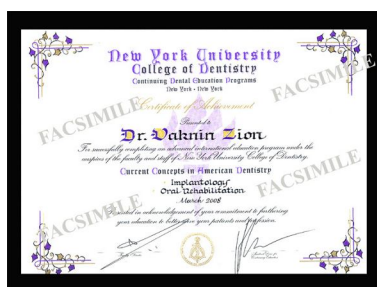 New York University
College of Dentistry
Continuing Dental Education Programs
New York · New York
FACSIMILE
FACSIMILE
Certificate of Achievement
Presented to
Dr. Vaknin Zion
For successfully completing an advanced international education program under the
auspices of the faculty and staff of New York University College of Dentistry.
Current Concepts in American Dentistry
Implantology
Oral Rehabilitation
March 2008
FACSIMILE
FACSIMILE
Presented in acknowledgement of your commitment to furthering
your education to better serve your patients and profession.